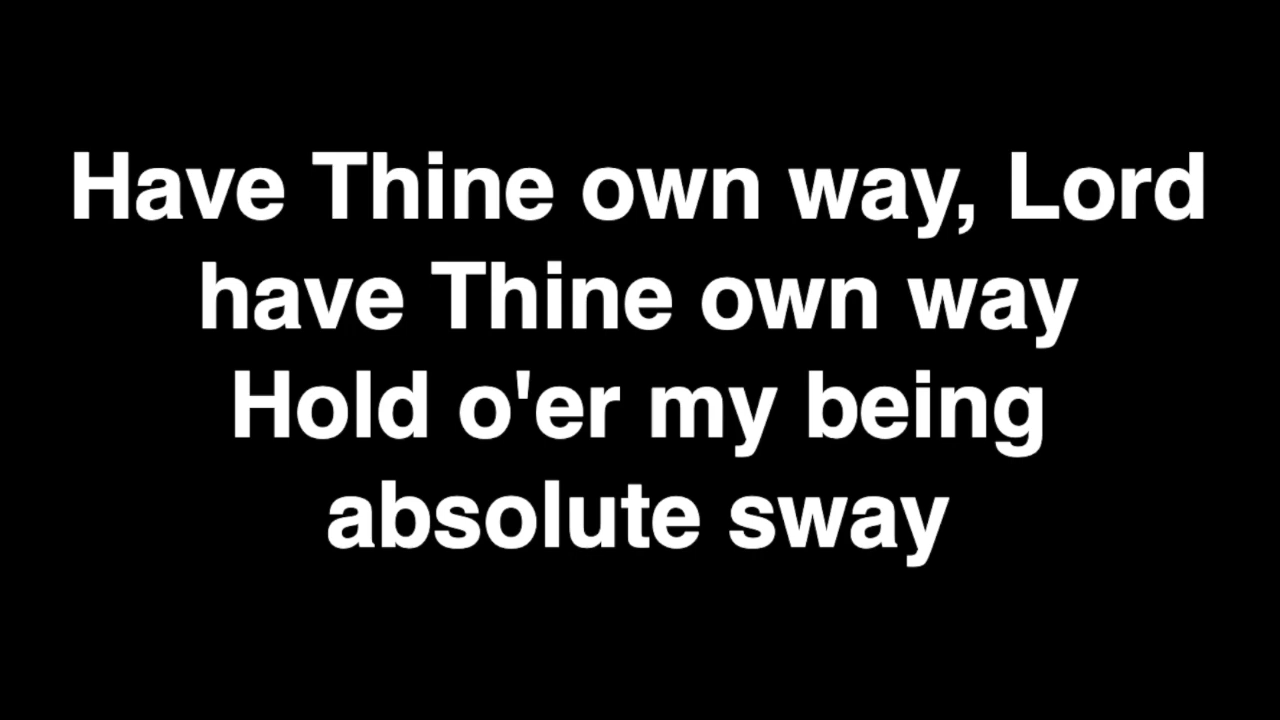 Have Thine own way, Lord
have Thine own way
Hold o'er my being
absolute sway